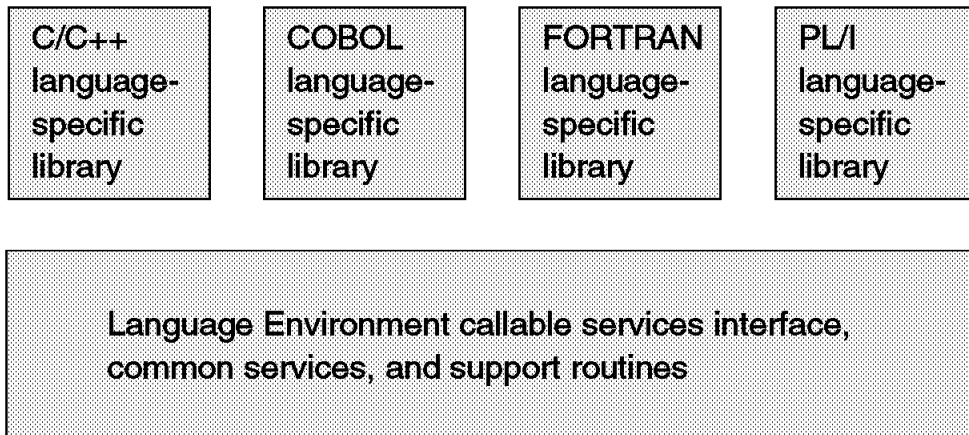 C/C++
language-
specific
library
COBOL
language-
specific
library
FORTRAN
language-
specific
library
PL/I
language-
specific
library
Language Environment callable services interface,
common services, and support routines